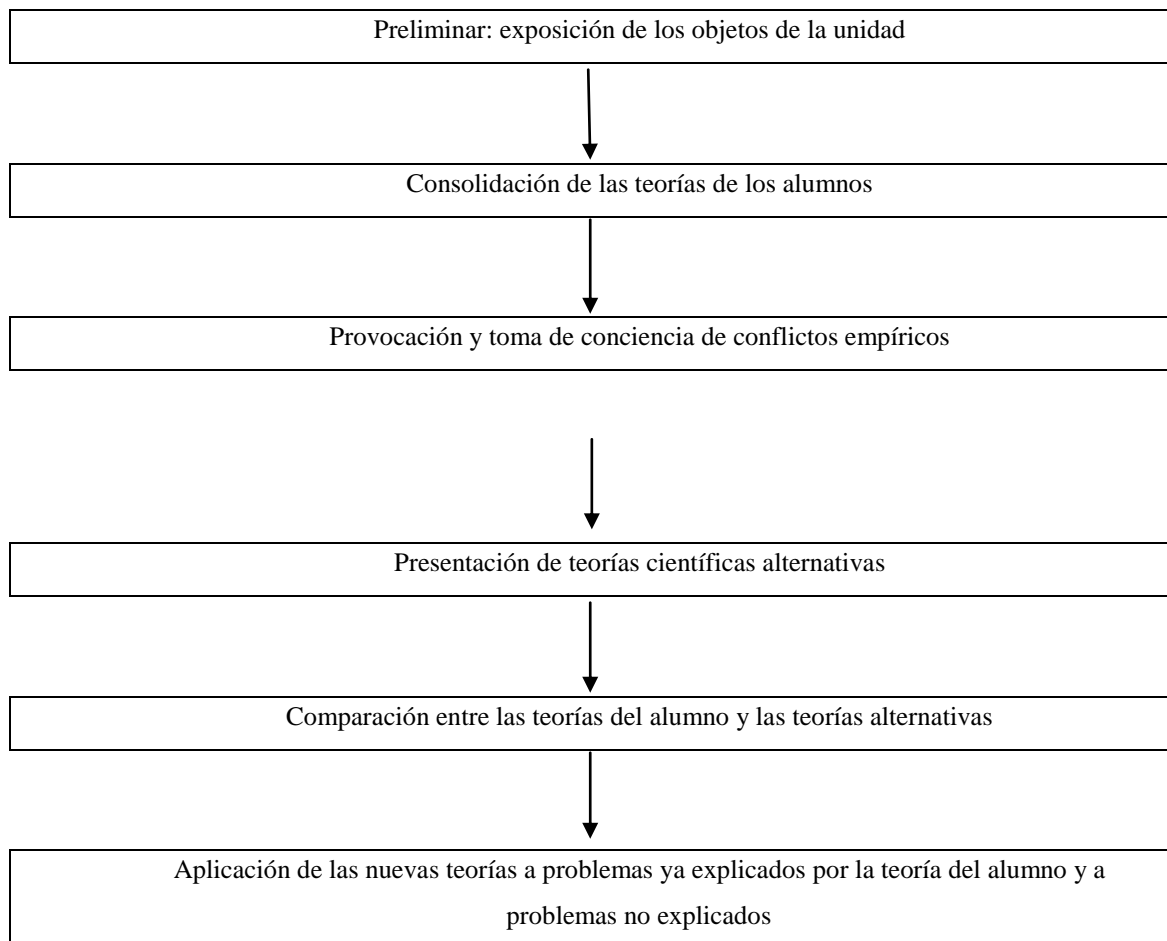 Preliminar: exposición de los objetos de la unidad
Consolidación de las teorías de los alumnos
Provocación y toma de conciencia de conflictos empíricos
Presentación de teorías científicas alternativas
Comparación entre las teorías del alumno y las teorías alternativas
Aplicación de las nuevas teorías a problemas ya explicados por la teoría del alumno y a
problemas no explicados